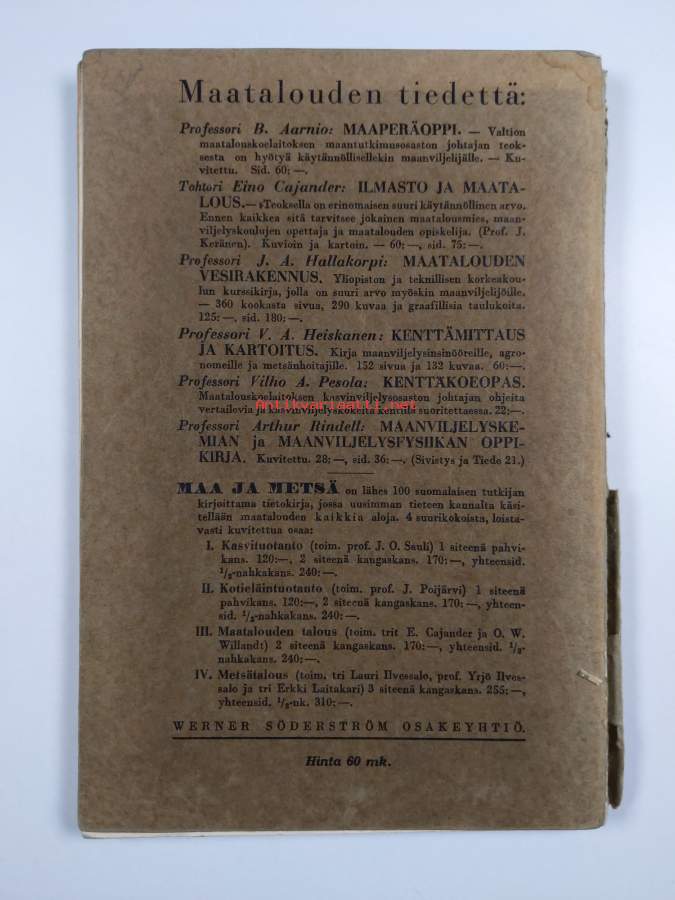 Maatalouden tiedettä:
Professori B. Aarnio: MAAPERÄOPPI. — Valtion
maatalouskoelaitoksen maantutkimusosaston johtajan teok-
sesta on hyötyä käytännöllisellekin maanviljelijälle. — Ku-
vitettu. Sid. 60: —.
Tohtori Eino Cajander: ILMASTO JA MAATA-
LOUS. — »Teoksella on erinomaisen suuri käytännöllinen arvo.
Ennen kaikkea sitä tarvitsee jokainen maatalousmies, maan-
viljelyskoulujen opettaja ja maatalouden opiskelija. (Prof. J.
Keränen). Kuvioin ja kartoin. — 60: —, sid. 75: —.
Professori J. A. Hallakorpi: MAATALOUDEN
VESIRAKENNUS. Yliopiston ja teknillisen korkeakou-
lun kurssikirja, jolla on suuri arvo myöskin maanviljelijöille.
— 360 kookasta sivua, 290 kuvaa ja graafillisia taulukoita.
125: —. sid. 180: —.
Professori V. A. Heiskanen: KENTTÄMITTAUS
JA KARTOITUS. Kirja maanviljelysinsinööreille, agro-
nomeille ja metsänhoitajille. 152 sivua ja 132 kuvaa. 60: —.
Professori Vilho A. Pesola: KENTTÄKOEOPAS.
Maatalouskoelaitoksen kasvinviljelysosaston johtajan ohjeita
Antikvariaatti.net
vertailevia ja kasvinviljelyskokeita kentillä suoritettaessa. 22: —.
Professori Arthur Rindell: MAANVILJELYSKE-
MIAN ja MAANVILJELYSFYSIIKAN OPPI-
KIRJA. Kuvitettu. 28: —, sid. 36: —. (Sivistys ja Tiede 21.)
MAA JA METSÄ on lähes 100 suomalaisen tutkijan
kirjoittama tietokirja, jossa uusimman tieteen kannalta käsi-
tellään maatalouden kaikkia aloja. 4 suurikokoista, loista-
vasti kuvitettua osaa:
I. Kasvituotanto (toim. prof. J. O. Sauli) 1 siteenä pahvi-
kans. 120: —, 2 siteenä kangaskans. 170: —, yhteensid.
1/2-nahkakans. 240: —.
II. Kotieläintuotanto (toim. prof. J. Poijärvi) 1 siteenä
pahvikans. 120: —, 2 siteenä kangaskans. 170: —, yhteen-
sid. 1/2-nahkakans. 240: —.
III. Maatalouden talous (toim. trit E. Cajander ja O. W.
Willandt) 2 siteenä kangaskans. 170: —, yhteensid. 1/2-
nahkakans. 240: —.
IV. Metsätalous (toim. tri Lauri Ilvessalo, prof. Yrjö Ilves-
salo ja tri Erkki Laitakari) 3 siteenä kangaskans. 255: —,
yhteensid. 1/2-nk. 310: —.
WERNER SÖDERSTRÖM OSAKEYHTIÖ.
Hinta 60 mk.